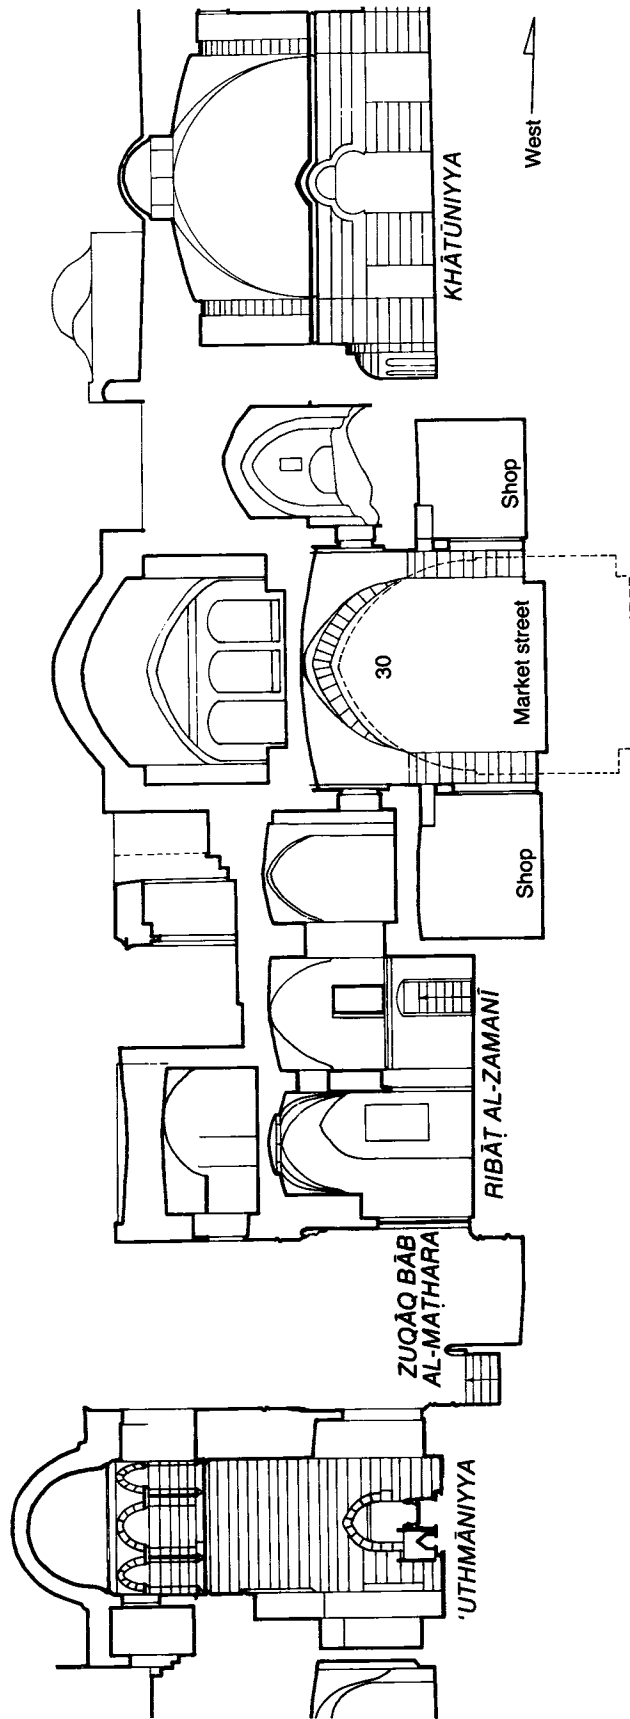 'UTHMĀNIYYA
ZUQĀQ BĀB
AL-MAṬHARA
RIBĀṬ AL-ZAMANĪ
Shop
Market street
30
Shop
KHĀTŪNIYYA
West